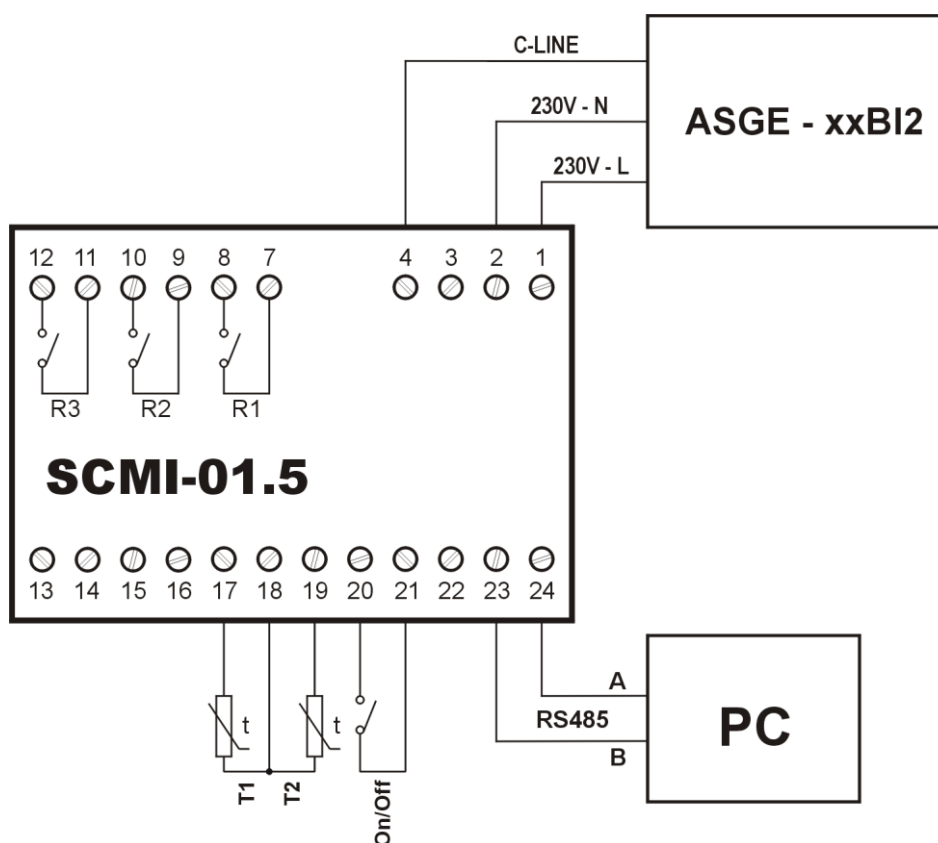 C-LINE
230V - N
230V - L
ASGE - xxBI2
12 11 10 9 8 7 4 3 2 1
R3 R2 R1
SCMI-01.5
13 14 15 16 17 18 19 20 21 22 23 24
t t
T1 T2 On/Off
A
RS485
B
PC